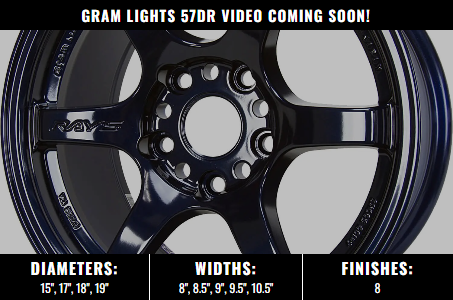 GRAM LIGHTS 57DR VIDEO COMING SOON!
RAYS
DIAMETERS:
15", 17", 18", 19"
WIDTHS:
8", 8.5", 9", 9.5", 10.5"
FINISHES:
8